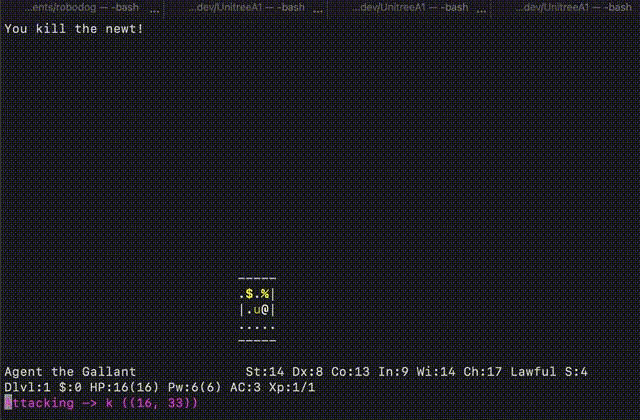 ...ents/robodog — -bash ... ...dev/UnitreeA1 — -bash ...dev/UnitreeA1 — -bash ... ...dev/UnitreeA1 — -bash
You kill the newt!
-----
.$.%|
|.u@|
.....
-----
Agent the Gallant St:14 Dx:8 Co:13 In:9 Wi:14 Ch:17 Lawful S:4
Dlvl:1 $:0 HP:16(16) Pw:6(6) AC:3 Xp:1/1
Attacking -> k ((16, 33))